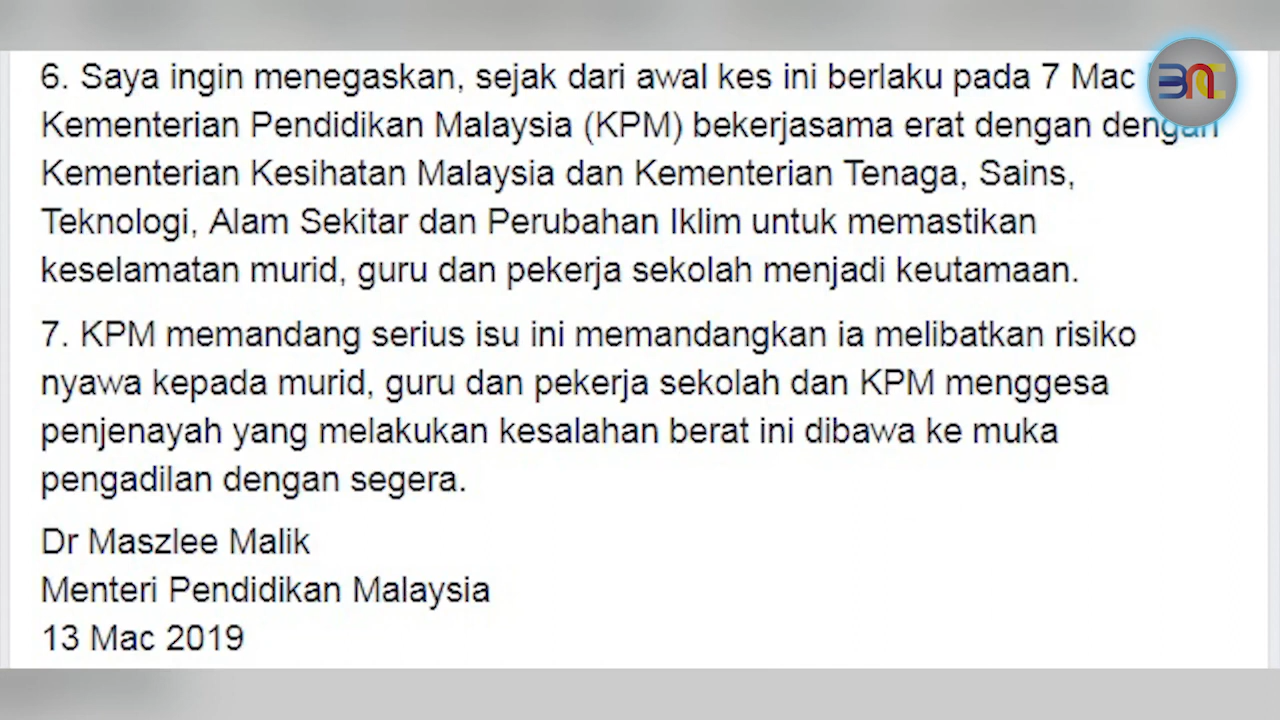 6. Saya ingin menegaskan, sejak dari awal kes ini berlaku pada 7 Mac
Kementerian Pendidikan Malaysia (KPM) bekerjasama erat dengan dengan
Kementerian Kesihatan Malaysia dan Kementerian Tenaga, Sains,
Teknologi, Alam Sekitar dan Perubahan Iklim untuk memastikan
keselamatan murid, guru dan pekerja sekolah menjadi keutamaan.
7. KPM memandang serius isu ini memandangkan ia melibatkan risiko
nyawa kepada murid, guru dan pekerja sekolah dan KPM menggesa
penjenayah yang melakukan kesalahan berat ini dibawa ke muka
pengadilan dengan segera.
Dr Maszlee Malik
Menteri Pendidikan Malaysia
13 Mac 2019